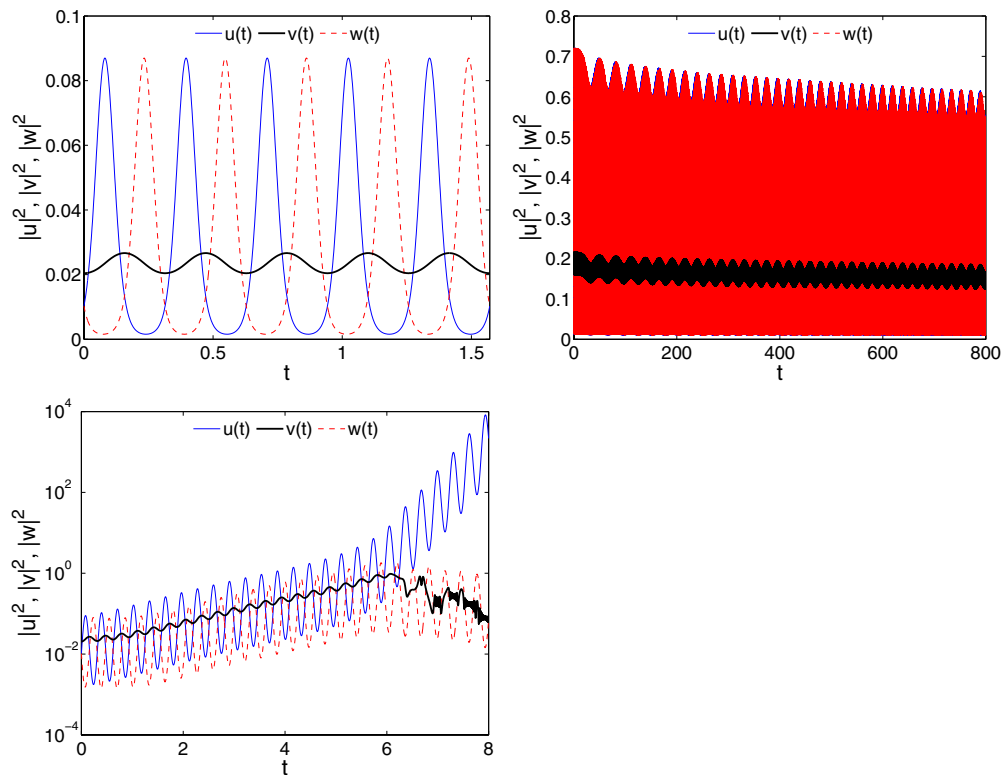 0.1
0.08
0.06
0.04
0.02
0
|u|², |v|², |w|²
u(t) v(t) w(t)
0 0.5 1 1.5
t
0.8
0.7
0.6
0.5
0.4
0.3
0.2
0.1
0
|u|², |v|², |w|²
u(t) v(t) w(t)
0 200 400 600 800
t
10⁴
10²
10⁰
10⁻²
10⁻⁴
|u|², |v|², |w|²
u(t) v(t) w(t)
0 2 4 6 8
t